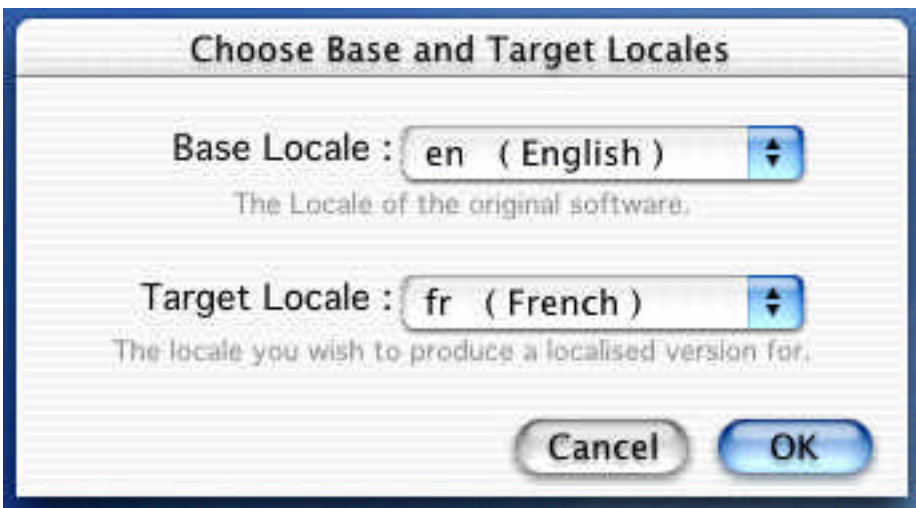 Choose Base and Target Locales
Base Locale : en ( English )
The Locale of the original software.
Target Locale : fr ( French )
The locale you wish to produce a localised version for.
Cancel OK